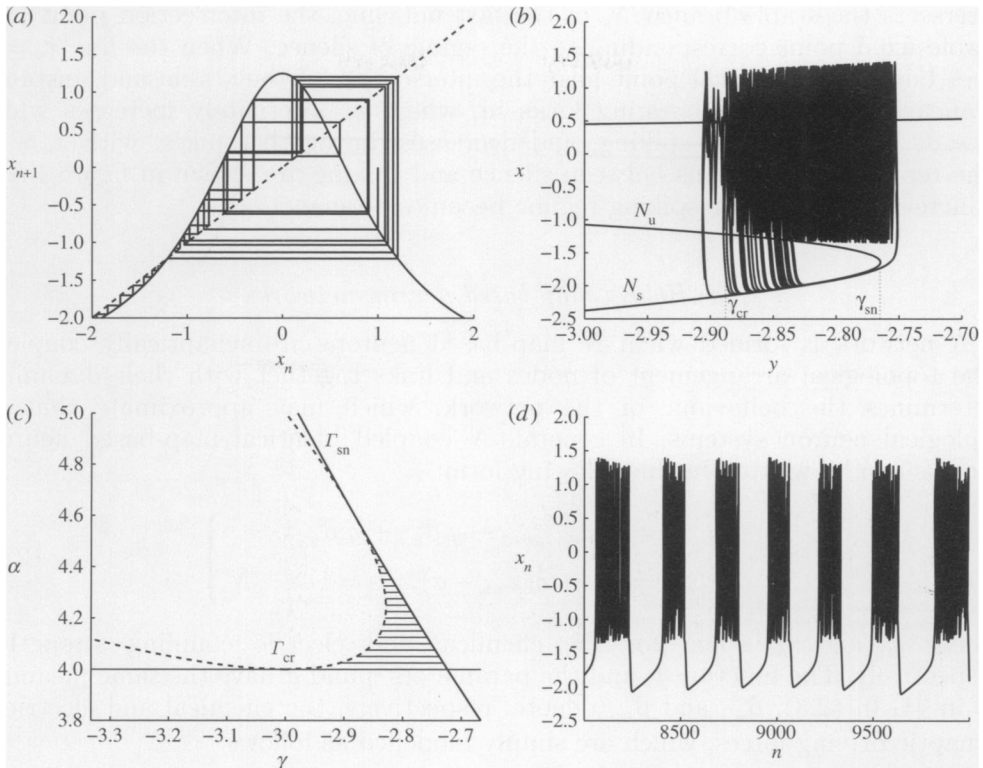 (a)
2.0
1.5
1.0
0.5
x_{n+1} 0
−0.5
−1.0
−1.5
−2.0
−2 −1 0 1 2
x_n
(b)
2.0
1.5
1.0
0.5
x 0
−0.5
−1.0
−1.5
−2.0
−2.5
N_u
N_s
γ_cr
γ_sn
−3.00 −2.95 −2.90 −2.85 −2.80 −2.75 −2.70
y
(c)
5.0
4.8
4.6
4.4
α
4.2
4.0
3.8
Γ_sn
Γ_cr
−3.3 −3.2 −3.1 −3.0 −2.9 −2.8 −2.7
γ
(d)
2.0
1.5
1.0
0.5
x_n 0
−0.5
−1.0
−1.5
−2.0
−2.5
8500 9000 9500
n